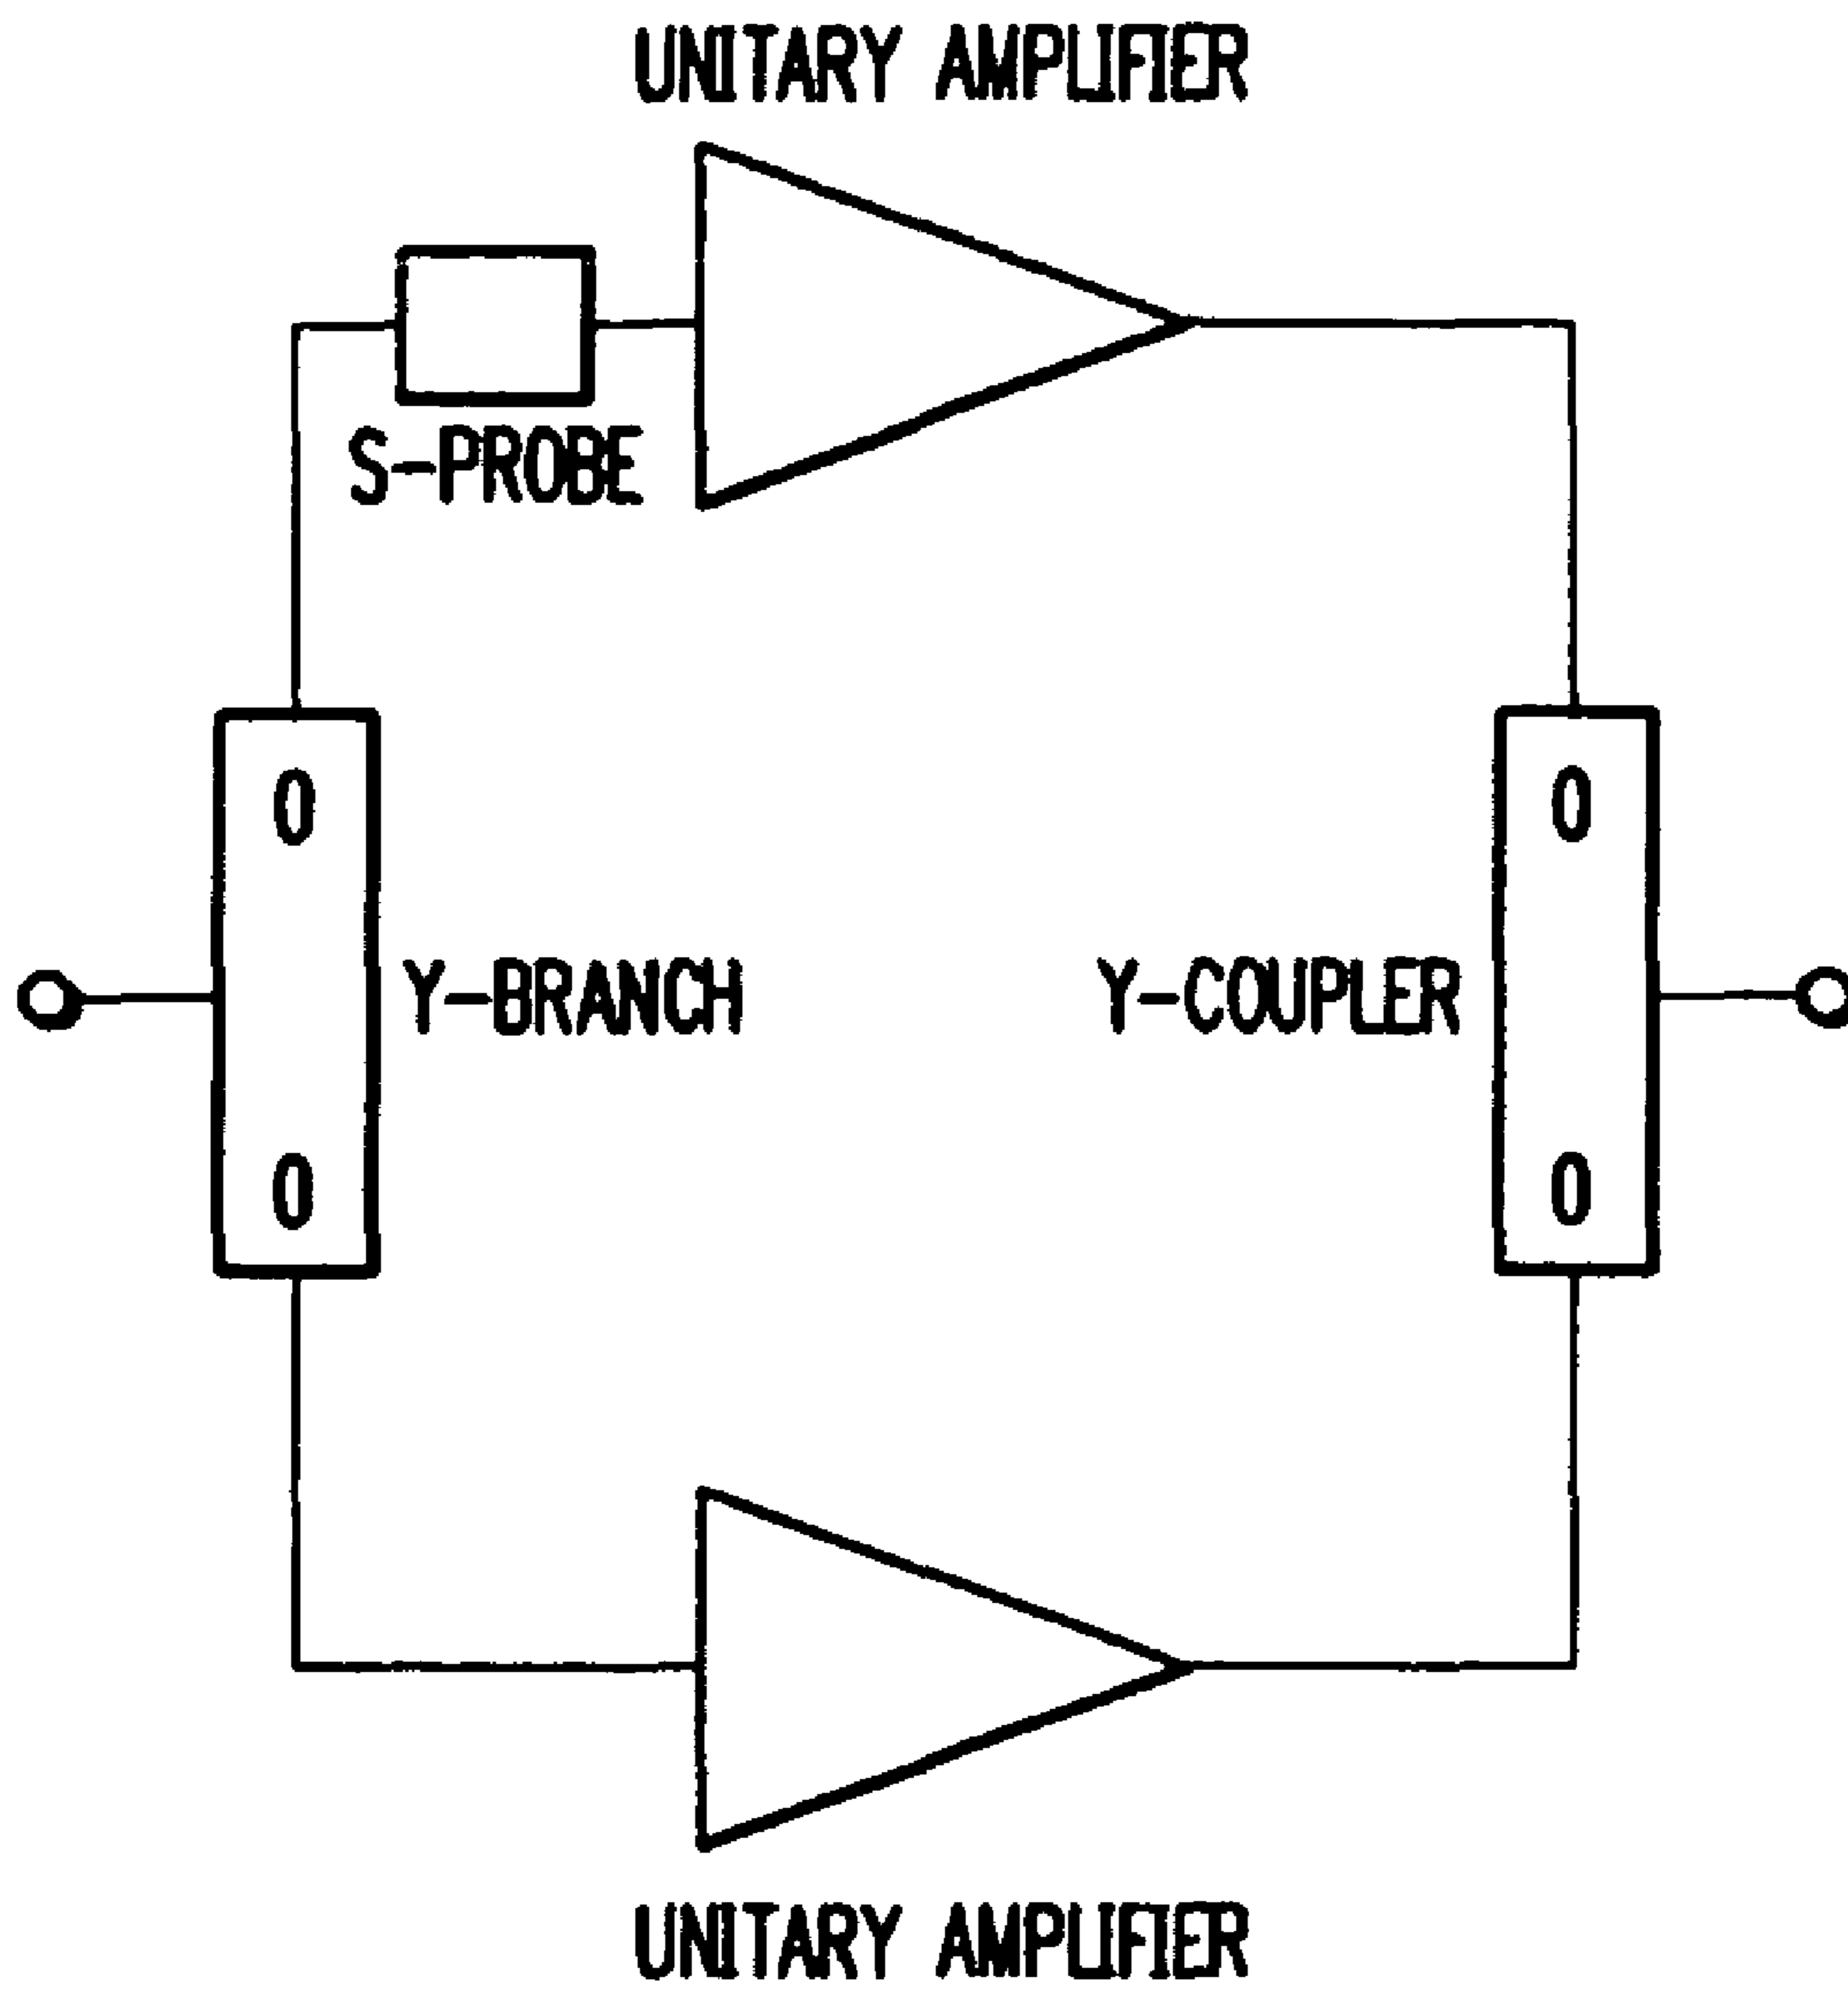 UNITARY AMPLIFIER
S-PROBE
0
0
Y-BRANCH
Y-COUPLER
0
0
UNITARY AMPLIFIER